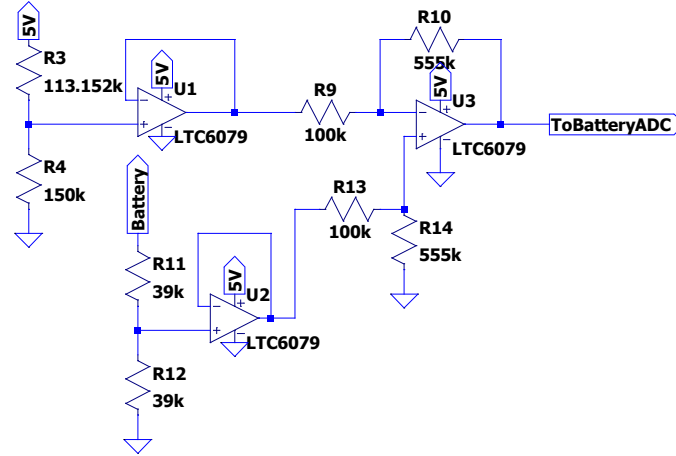 5V
R3
113.152k
R4
150k
5V
U1
LTC6079
R9
100k
R10
555k
5V
U3
LTC6079
ToBatteryADC
Battery
R11
39k
R12
39k
5V
U2
LTC6079
R13
100k
R14
555k